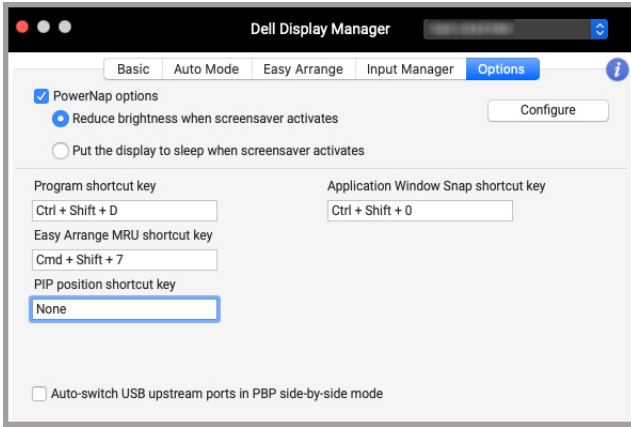 Dell Display Manager
Basic Auto Mode Easy Arrange Input Manager Options
i
PowerNap options
Configure
Reduce brightness when screensaver activates
Put the display to sleep when screensaver activates
Program shortcut key
Application Window Snap shortcut key
Ctrl + Shift + D
Ctrl + Shift + 0
Easy Arrange MRU shortcut key
Cmd + Shift + 7
PIP position shortcut key
None
Auto-switch USB upstream ports in PBP side-by-side mode